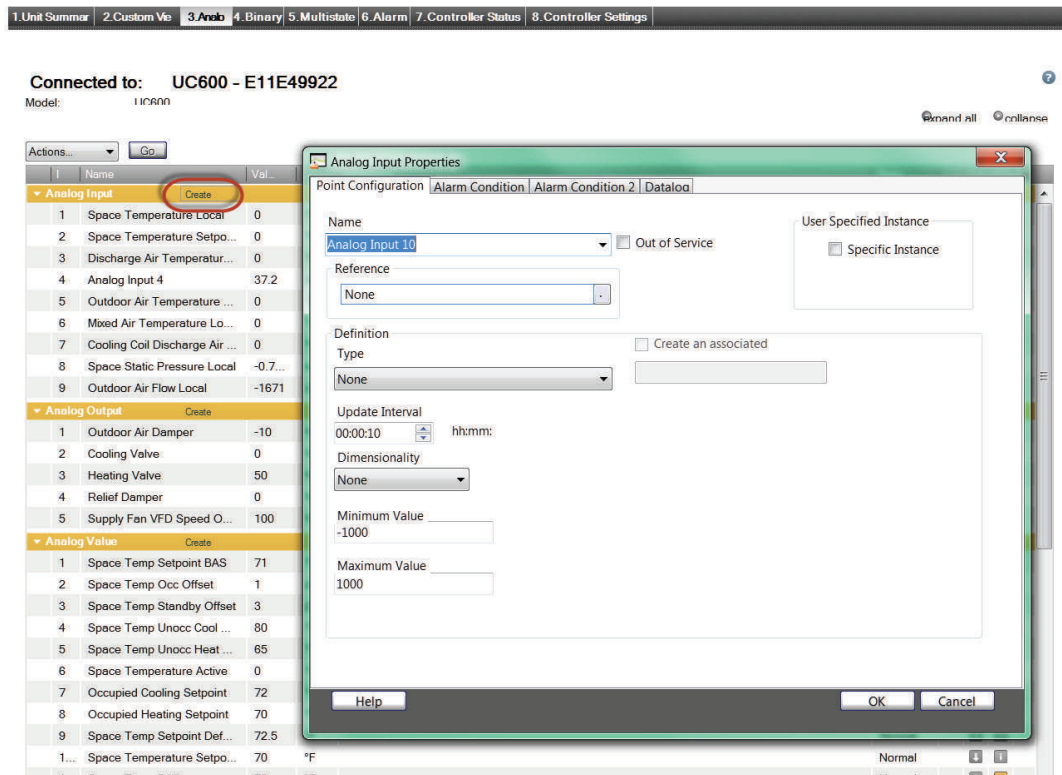 1.Unit Summar 2.Custom Vie 3.Analo 4.Binary 5.Multistate 6.Alarm 7.Controller Status 8.Controller Settings
Connected to: UC600 - E11E49922
Model: UC600
expand all collapse
Actions... Go
I Name Val...
Analog Input Create
1 Space Temperature Local 0
2 Space Temperature Setpo... 0
3 Discharge Air Temperatur... 0
4 Analog Input 4 37.2
5 Outdoor Air Temperature ... 0
6 Mixed Air Temperature Lo... 0
7 Cooling Coil Discharge Air ... 0
8 Space Static Pressure Local -0.7...
9 Outdoor Air Flow Local -1671
Analog Output Create
1 Outdoor Air Damper -10
2 Cooling Valve 0
3 Heating Valve 50
4 Relief Damper 0
5 Supply Fan VFD Speed O... 100
Analog Value Create
1 Space Temp Setpoint BAS 71
2 Space Temp Occ Offset 1
3 Space Temp Standby Offset 3
4 Space Temp Unocc Cool ... 80
5 Space Temp Unocc Heat ... 65
6 Space Temperature Active 0
7 Occupied Cooling Setpoint 72
8 Occupied Heating Setpoint 70
9 Space Temp Setpoint Def... 72.5
1... Space Temperature Setpo... 70 °F Normal
Analog Input Properties X
Point Configuration Alarm Condition Alarm Condition 2 Datalog
Name
Analog Input 10
Out of Service
User Specified Instance
Specific Instance
Reference
None
Definition
Type
None
Create an associated
Update Interval
00:00:10 hh:mm:
Dimensionality
None
Minimum Value
-1000
Maximum Value
1000
Help OK Cancel